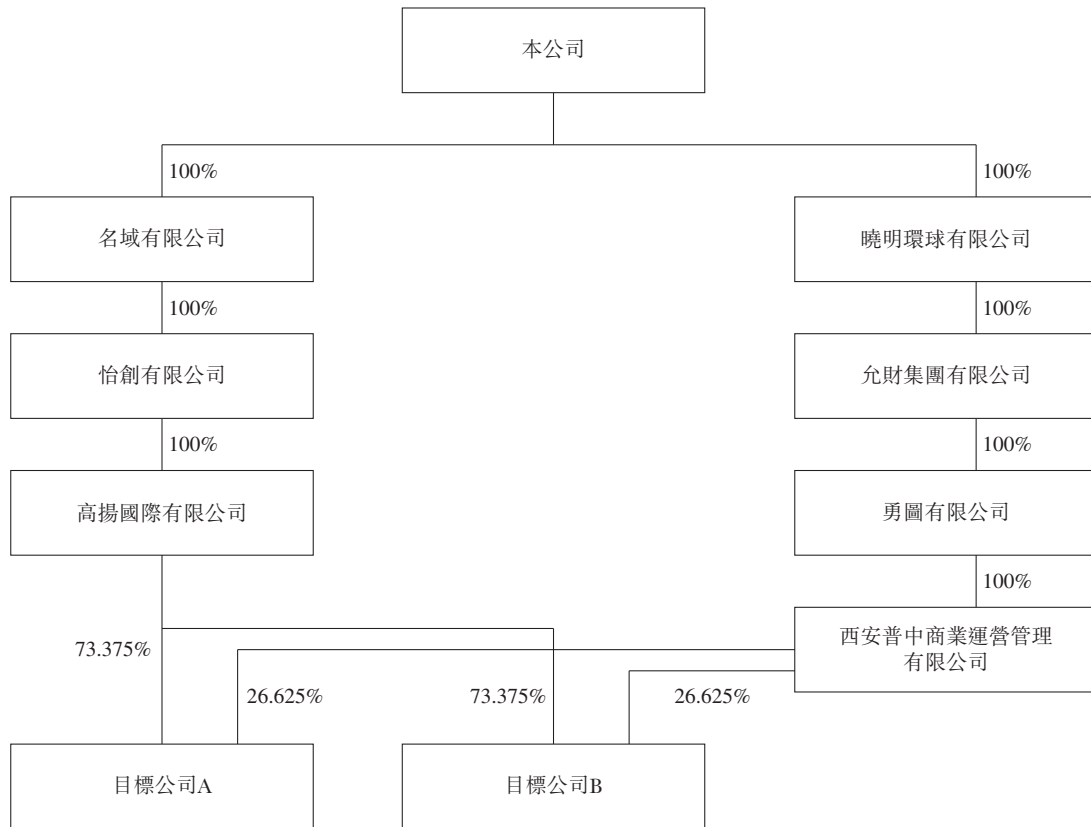 本公司
100%
100%
名域有限公司
曉明環球有限公司
100%
100%
怡創有限公司
允財集團有限公司
100%
100%
高揚國際有限公司
勇圖有限公司
100%
西安普中商業運營管理
有限公司
73.375%
26.625%
73.375%
26.625%
目標公司A
目標公司B